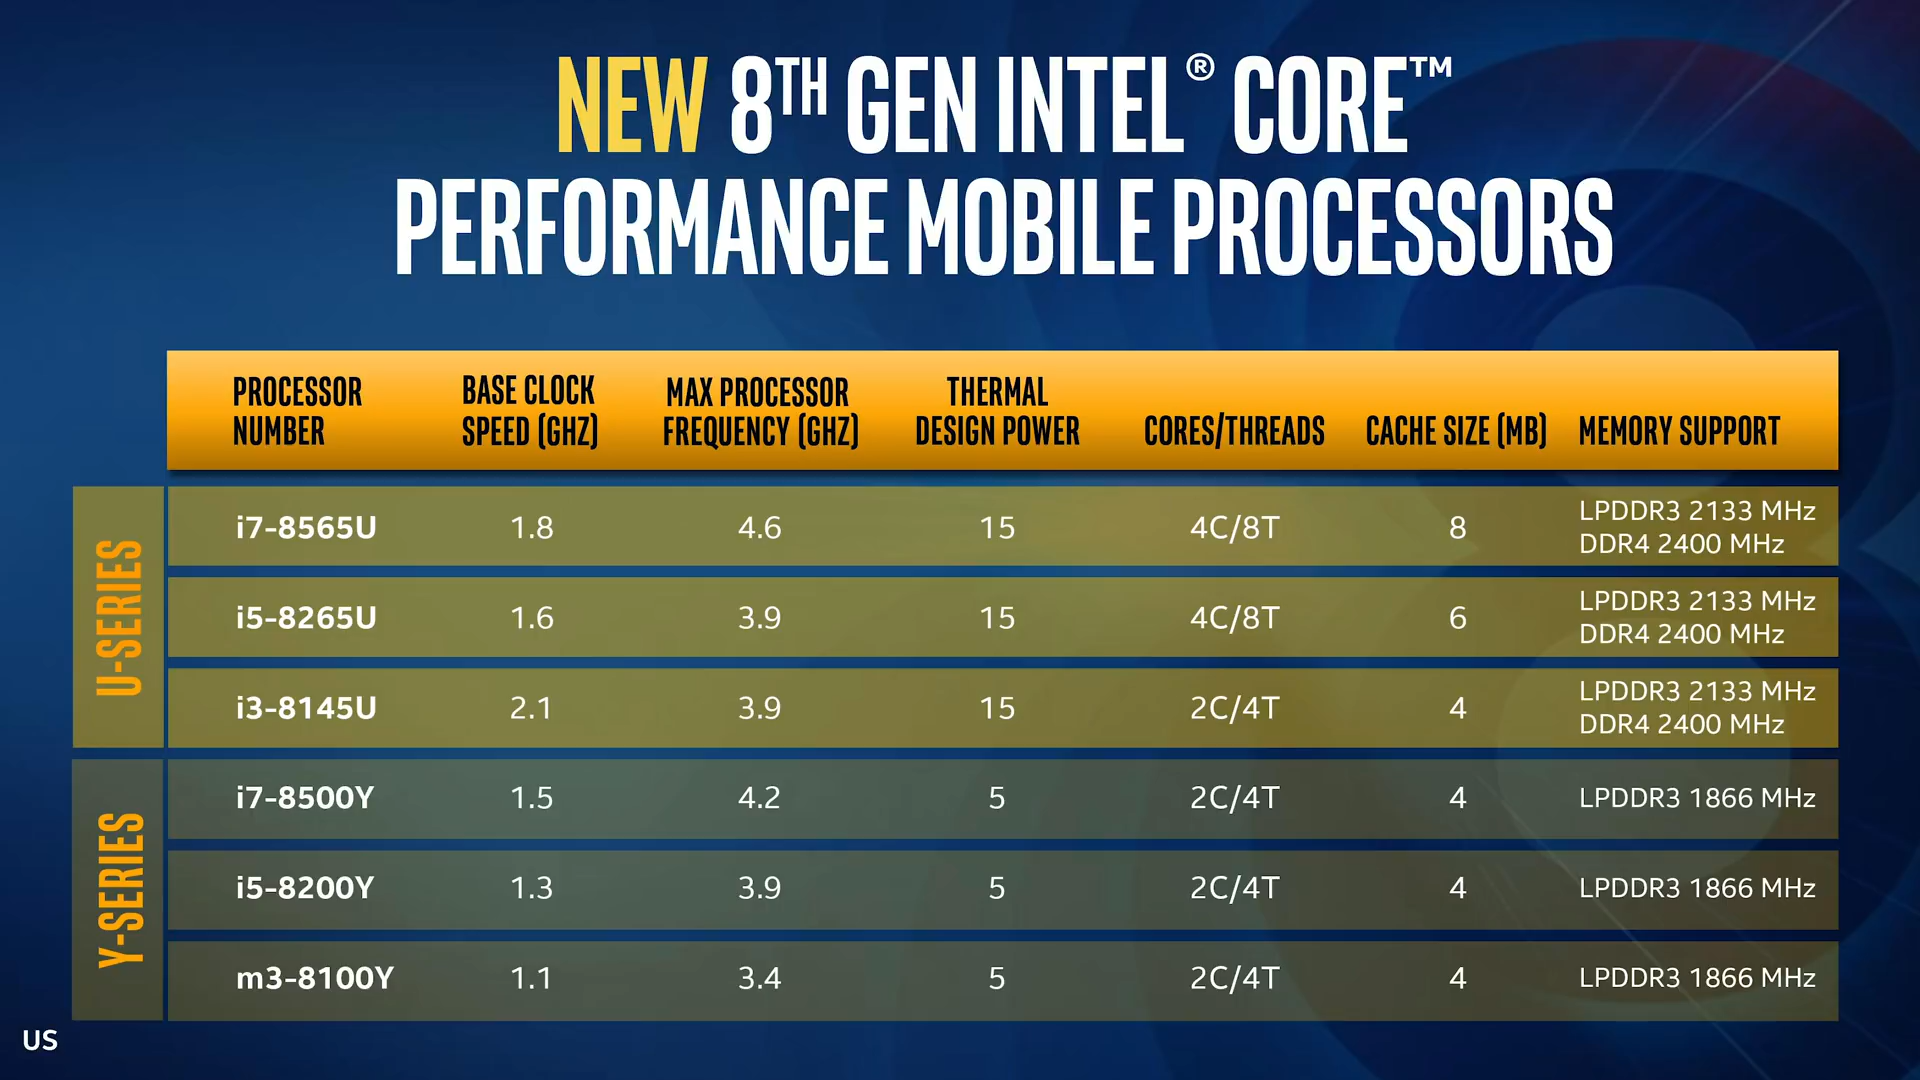 NEW 8TH GEN INTEL® CORE™
PERFORMANCE MOBILE PROCESSORS
PROCESSOR NUMBER BASE CLOCK SPEED (GHZ) MAX PROCESSOR FREQUENCY (GHZ) THERMAL DESIGN POWER CORES/THREADS CACHE SIZE (MB) MEMORY SUPPORT
U-SERIES
i7-8565U 1.8 4.6 15 4C/8T 8 LPDDR3 2133 MHz
DDR4 2400 MHz
i5-8265U 1.6 3.9 15 4C/8T 6 LPDDR3 2133 MHz
DDR4 2400 MHz
i3-8145U 2.1 3.9 15 2C/4T 4 LPDDR3 2133 MHz
DDR4 2400 MHz
Y-SERIES
i7-8500Y 1.5 4.2 5 2C/4T 4 LPDDR3 1866 MHz
i5-8200Y 1.3 3.9 5 2C/4T 4 LPDDR3 1866 MHz
m3-8100Y 1.1 3.4 5 2C/4T 4 LPDDR3 1866 MHz
US